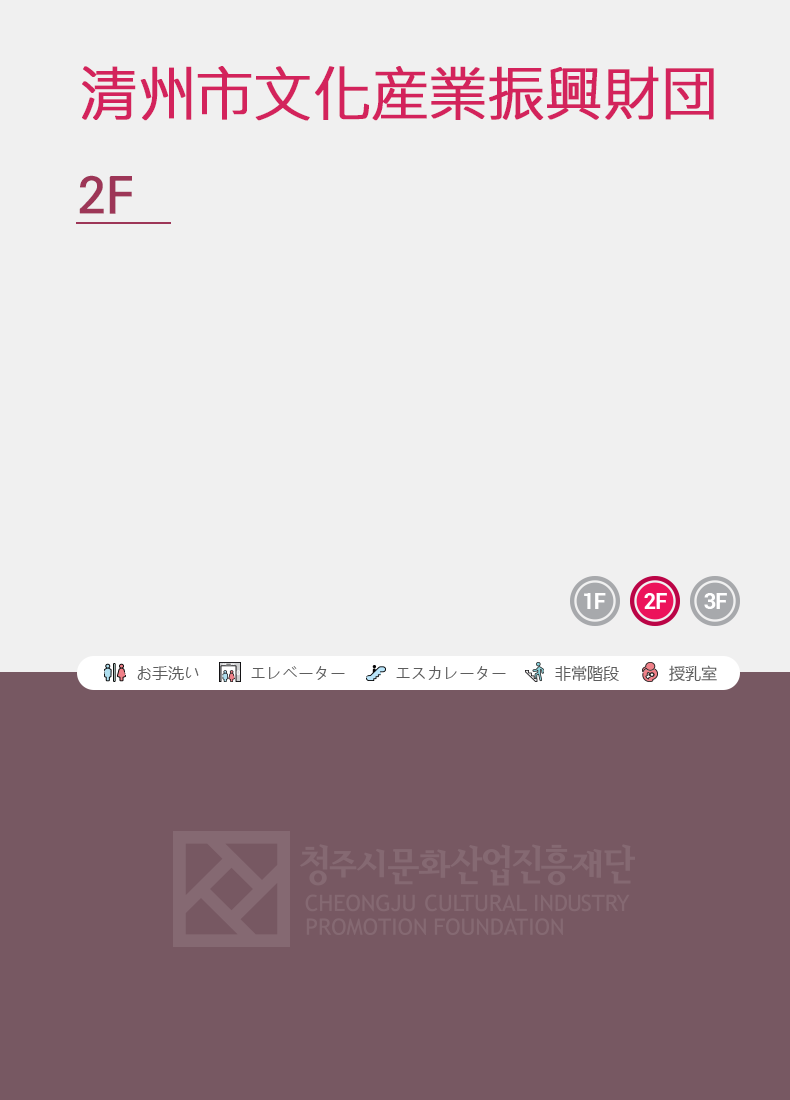 清州市文化産業振興財団
2F
1F 2F 3F
お手洗い エレベーター エスカレーター 非常階段 授乳室
청주시문화산업진흥재단
CHEONGJU CULTURAL INDUSTRY
PROMOTION FOUNDATION